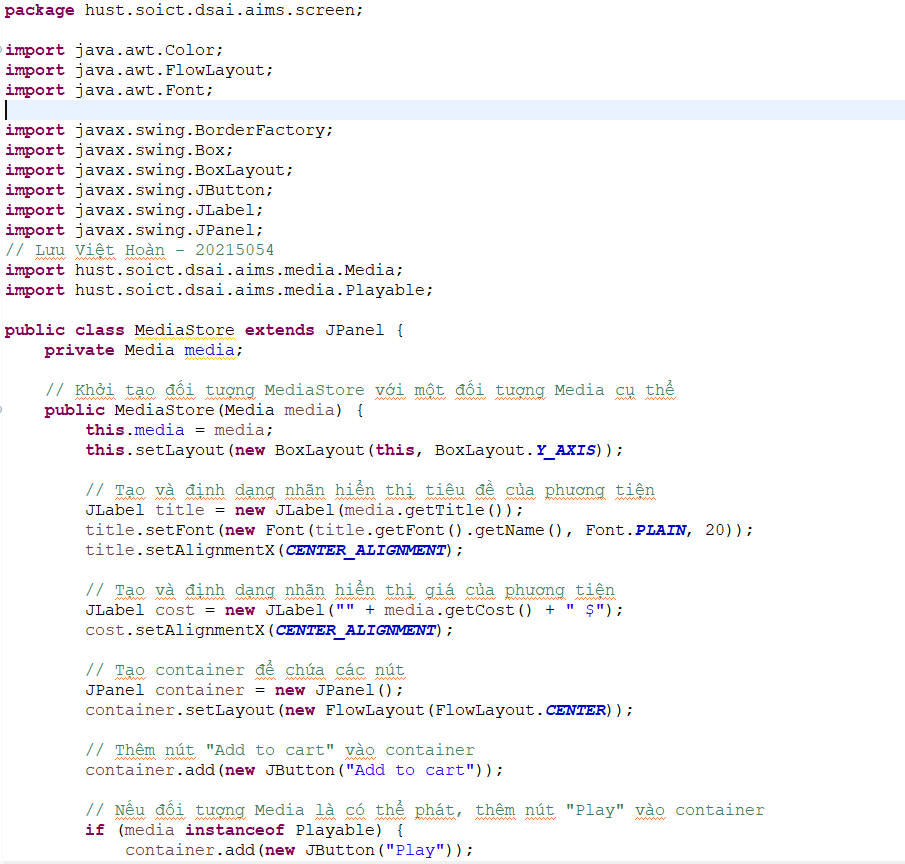 package hust.soict.dsai.aims.screen;
import java.awt.Color;
import java.awt.FlowLayout;
import java.awt.Font;
import javax.swing.BorderFactory;
import javax.swing.Box;
import javax.swing.BoxLayout;
import javax.swing.JButton;
import javax.swing.JLabel;
import javax.swing.JPanel;
// Lưu Việt Hoàn - 20215054
import hust.soict.dsai.aims.media.Media;
import hust.soict.dsai.aims.media.Playable;
public class MediaStore extends JPanel {
private Media media;
// Khởi tạo đối tượng MediaStore với một đối tượng Media cụ thể
public MediaStore(Media media) {
this.media = media;
this.setLayout(new BoxLayout(this, BoxLayout.Y_AXIS));
// Tạo và định dạng nhãn hiển thị tiêu đề của phương tiện
JLabel title = new JLabel(media.getTitle());
title.setFont(new Font(title.getFont().getName(), Font.PLAIN, 20));
title.setAlignmentX(CENTER_ALIGNMENT);
// Tạo và định dạng nhãn hiển thị giá của phương tiện
JLabel cost = new JLabel("" + media.getCost() + " $");
cost.setAlignmentX(CENTER_ALIGNMENT);
// Tạo container để chứa các nút
JPanel container = new JPanel();
container.setLayout(new FlowLayout(FlowLayout.CENTER));
// Thêm nút "Add to cart" vào container
container.add(new JButton("Add to cart"));
// Nếu đối tượng Media là có thể phát, thêm nút "Play" vào container
if (media instanceof Playable) {
container.add(new JButton("Play"));